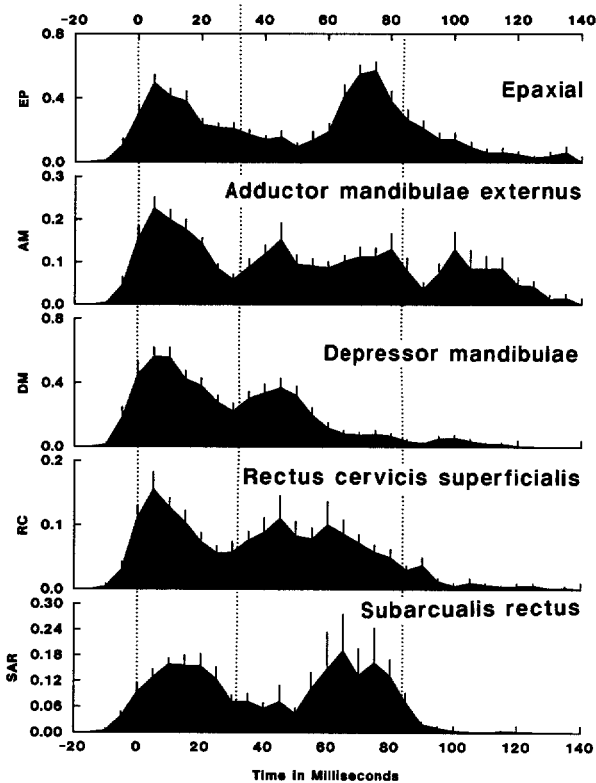 -20 0 20 40 60 80 100 120 140
0.8
Epaxial
EP
0.4
0.0
0.3
Adductor mandibulae externus
0.2
AM
0.1
0.0
0.8
Depressor mandibulae
DM
0.4
0.0
0.2
Rectus cervicis superficialis
RC
0.1
0.0
0.30
Subarcualis rectus
0.24
0.18
SAR
0.12
0.06
0.00
-20 0 20 40 60 80 100 120 140
Time in Milliseconds